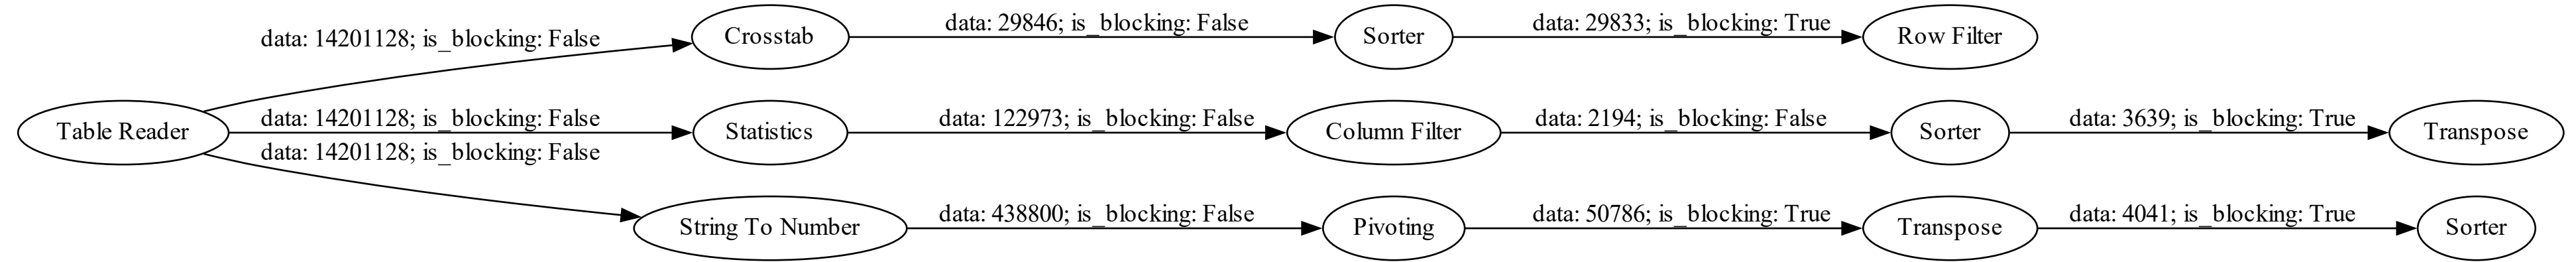 data: 14201128; is_blocking: False
Crosstab
data: 29846; is_blocking: False
Sorter
data: 29833; is_blocking: True
Row Filter
Table Reader
data: 14201128; is_blocking: False
Statistics
data: 122973; is_blocking: False
Column Filter
data: 2194; is_blocking: False
Sorter
data: 3639; is_blocking: True
Transpose
data: 14201128; is_blocking: False
String To Number
data: 438800; is_blocking: False
Pivoting
data: 50786; is_blocking: True
Transpose
data: 4041; is_blocking: True
Sorter